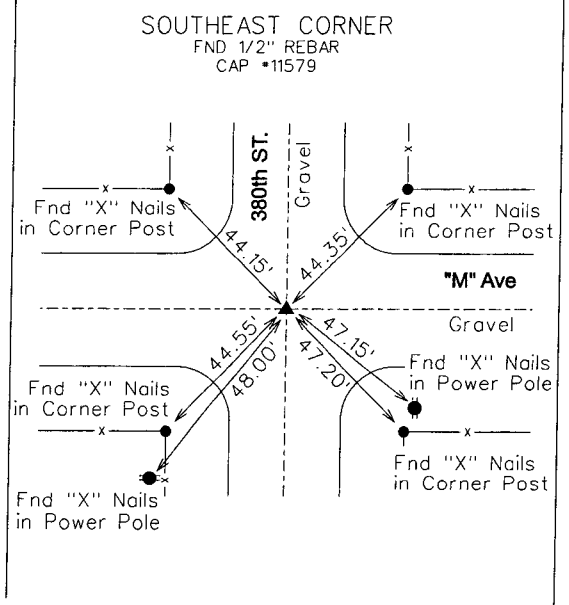 SOUTHEAST CORNER
FND 1/2" REBAR
CAP *11579
380th ST.
Gravel
Fnd "X" Nails
in Corner Post
44.15'
44.35'
Fnd "X" Nails
in Corner Post
"M" Ave
Gravel
44.55'
48.00'
47.15'
47.20'
Fnd "X" Nails
in Power Pole
Fnd "X" Nails
in Corner Post
Fnd "X" Nails
in Corner Post
Fnd "X" Nails
in Power Pole